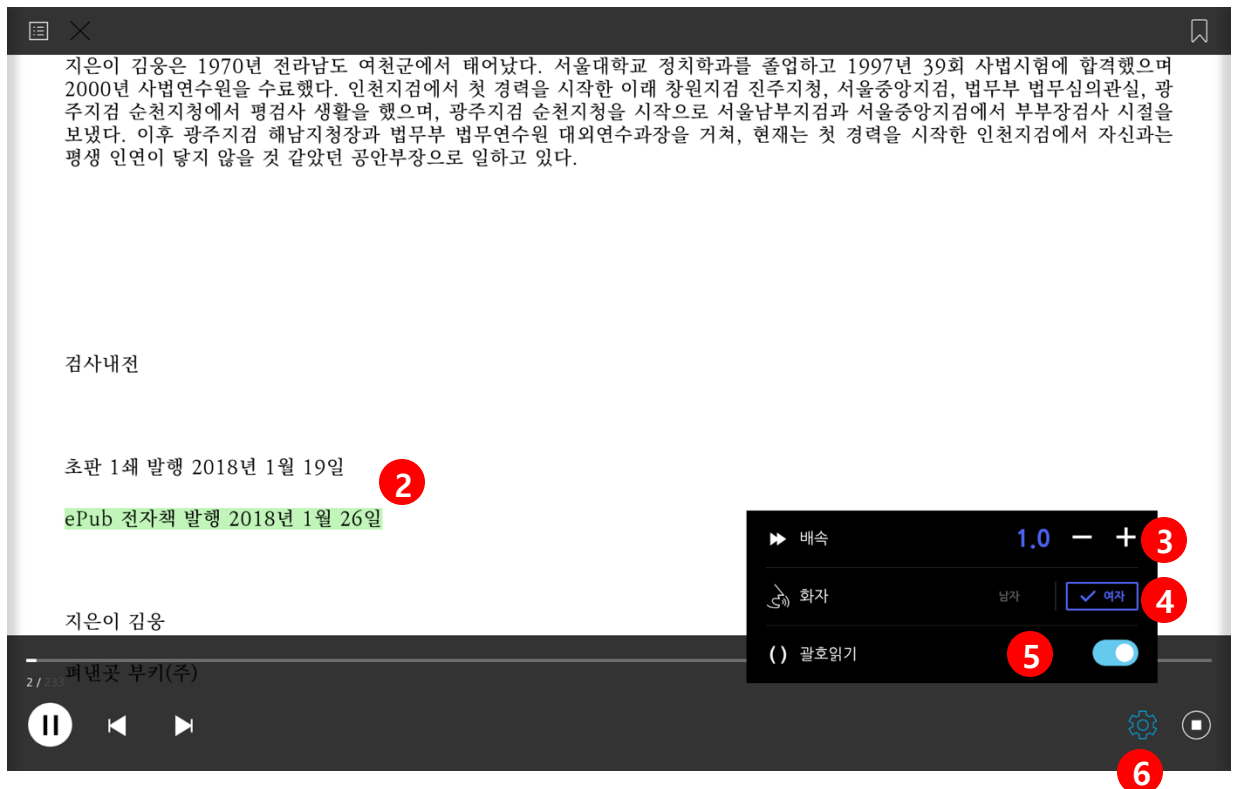 지은이 김웅은 1970년 전라남도 여천군에서 태어났다. 서울대학교 정치학과를 졸업하고 1997년 39회 사법시험에 합격했으며
2000년 사법연수원을 수료했다. 인천지검에서 첫 경력을 시작한 이래 창원지검 진주지청, 서울중앙지검, 법무부 법무심의관실, 광
주지검 순천지청에서 평검사 생활을 했으며, 광주지검 순천지청을 시작으로 서울남부지검과 서울중앙지검에서 부부장검사 시절을
보냈다. 이후 광주지검 해남지청장과 법무부 법무연수원 대외연수과장을 거쳐, 현재는 첫 경력을 시작한 인천지검에서 자신과는
평생 인연이 닿지 않을 것 같았던 공안부장으로 일하고 있다.
검사내전
초판 1쇄 발행 2018년 1월 19일
2
ePub 전자책 발행 2018년 1월 26일
배속 1.0 − +
3
화자 남자 여자
4
지은이 김웅
( ) 괄호읽기
5
펴낸곳 부키(주)
2 / 233
6